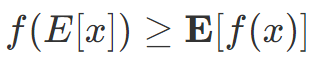 f(E[x]) ≥ 𝐄[f(x)]